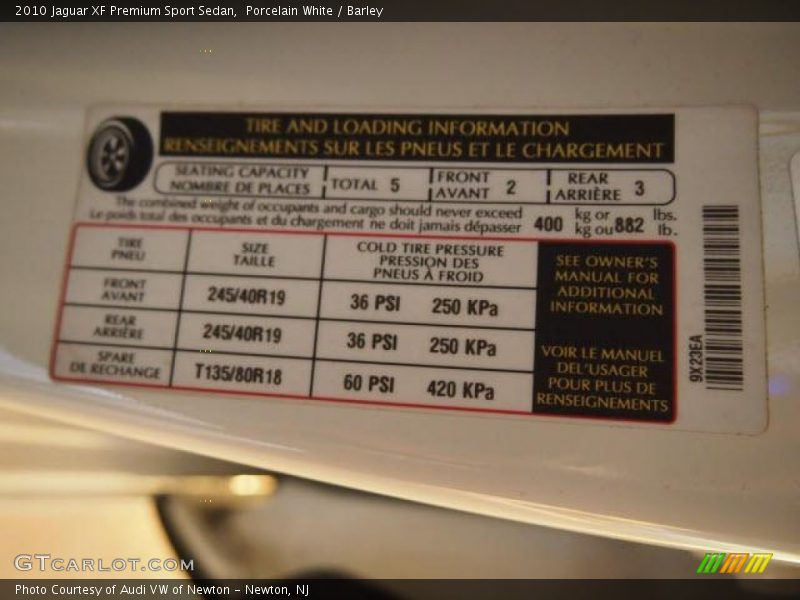 2010 Jaguar XF Premium Sport Sedan,  Porcelain White / Barley
TIRE AND LOADING INFORMATION
RENSEIGNEMENTS SUR LES PNEUS ET LE CHARGEMENT
SEATING CAPACITY
NOMBRE DE PLACES
TOTAL 5
FRONT
AVANT 2
REAR
ARRIÈRE 3
The combined weight of occupants and cargo should never exceed
Le poids total des occupants et du chargement ne doit jamais dépasser
400 kg or 882 lbs.
kg ou lb.
TIRE
PNEU
SIZE
TAILLE
COLD TIRE PRESSURE
PRESSION DES
PNEUS À FROID
FRONT
AVANT
245/40R19
36 PSI 250 KPa
REAR
ARRIÈRE
245/40R19
36 PSI 250 KPa
SPARE
DE RECHANGE
T135/80R18
60 PSI 420 KPa
SEE OWNER'S
MANUAL FOR
ADDITIONAL
INFORMATION
VOIR LE MANUEL
DEL'USAGER
POUR PLUS DE
RENSEIGNEMENTS
9X23EA
GTCARLOT.COM
Photo Courtesy of Audi VW of Newton - Newton, NJ